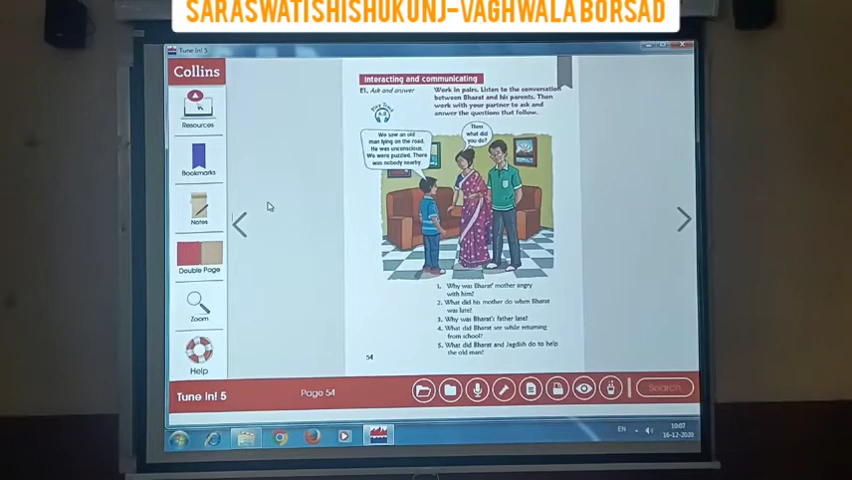 SARASWATISHISHUKUNJ-VAGHWALA BORSAD
Tune In! 5
Collins
Resources
Bookmarks
Notes
Double Page
Zoom
Help
Interacting and communicating
E1. Ask and answer
Work in pairs. Listen to the conversation
between Bharat and his parents. Then
work with your partner to ask and
answer the questions that follow.
Play Track
We saw an old
man lying on the road.
He was unconscious.
We were puzzled. There
was nobody nearby.
Then
what did
you do?
1. Why was Bharat' mother angry
with him?
2. What did his mother do when Bharat
was late?
3. Why was Bharat's father late?
4. What did Bharat see while returning
from school?
5. What did Bharat and Jagdish do to help
the old man?
54
Tune In! 5
Page 54
Search
EN
10:07
16-12-2020